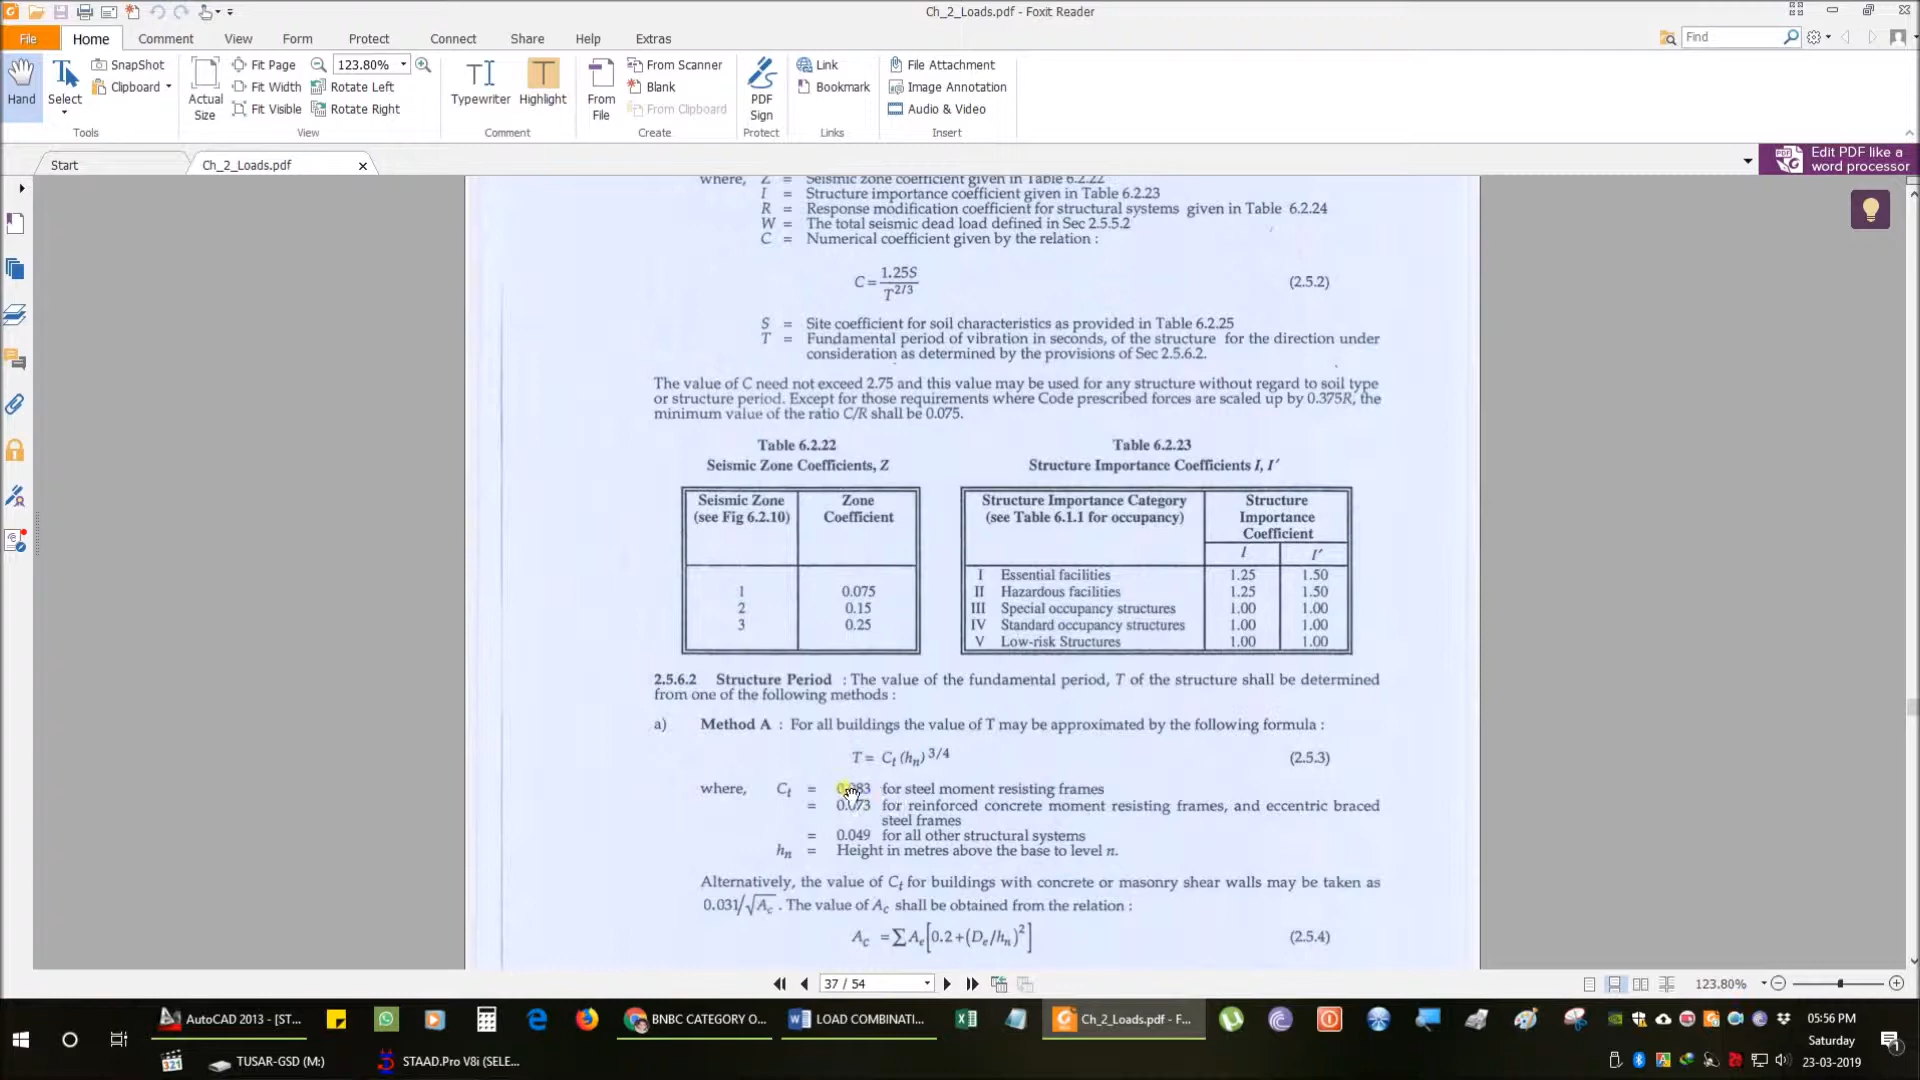 Ch_2_Loads.pdf - Foxit Reader
File Home Comment View Form Protect Connect Share Help Extras
Find
Hand
Select
SnapShot
Clipboard
Tools
Actual Size
Fit Page
Fit Width
Fit Visible
123.80%
Rotate Left
Rotate Right
View
Typewriter
Highlight
Comment
From File
From Scanner
Blank
From Clipboard
Create
PDF Sign
Protect
Link
Bookmark
Links
File Attachment
Image Annotation
Audio & Video
Insert
Start
Ch_2_Loads.pdf
Edit PDF like a
word processor
where, Z = Seismic zone coefficient given in Table 6.2.22
I = Structure importance coefficient given in Table 6.2.23
R = Response modification coefficient for structural systems given in Table 6.2.24
W = The total seismic dead load defined in Sec 2.5.5.2
C = Numerical coefficient given by the relation :
C = 1.25S / T^2/3 (2.5.2)
S = Site coefficient for soil characteristics as provided in Table 6.2.25
T = Fundamental period of vibration in seconds, of the structure for the direction under
consideration as determined by the provisions of Sec 2.5.6.2.
The value of C need not exceed 2.75 and this value may be used for any structure without regard to soil type
or structure period. Except for those requirements where Code prescribed forces are scaled up by 0.375R, the
minimum value of the ratio C/R shall be 0.075.
Table 6.2.22
Seismic Zone Coefficients, Z
Seismic Zone Zone
(see Fig 6.2.10) Coefficient
1 0.075
2 0.15
3 0.25
Table 6.2.23
Structure Importance Coefficients I, I′
Structure Importance Category Structure
(see Table 6.1.1 for occupancy) Importance
Coefficient
I I′
I Essential facilities 1.25 1.50
II Hazardous facilities 1.25 1.50
III Special occupancy structures 1.00 1.00
IV Standard occupancy structures 1.00 1.00
V Low-risk Structures 1.00 1.00
2.5.6.2 Structure Period : The value of the fundamental period, T of the structure shall be determined
from one of the following methods :
a) Method A : For all buildings the value of T may be approximated by the following formula :
T = Ct (hn) 3/4 (2.5.3)
where, Ct = 0.083 for steel moment resisting frames
= 0.073 for reinforced concrete moment resisting frames, and eccentric braced
steel frames
= 0.049 for all other structural systems
hn = Height in metres above the base to level n.
Alternatively, the value of Ct for buildings with concrete or masonry shear walls may be taken as
0.031/√Ac . The value of Ac shall be obtained from the relation :
Ac = ∑Ae[0.2+(De/hn)2] (2.5.4)
37 / 54
123.80%
AutoCAD 2013 - [ST...
BNBC CATEGORY O...
LOAD COMBINATI...
Ch_2_Loads.pdf - F...
05:56 PM
Saturday
23-03-2019
321
TUSAR-GSD (M:)
STAAD.Pro V8i (SELE...
1